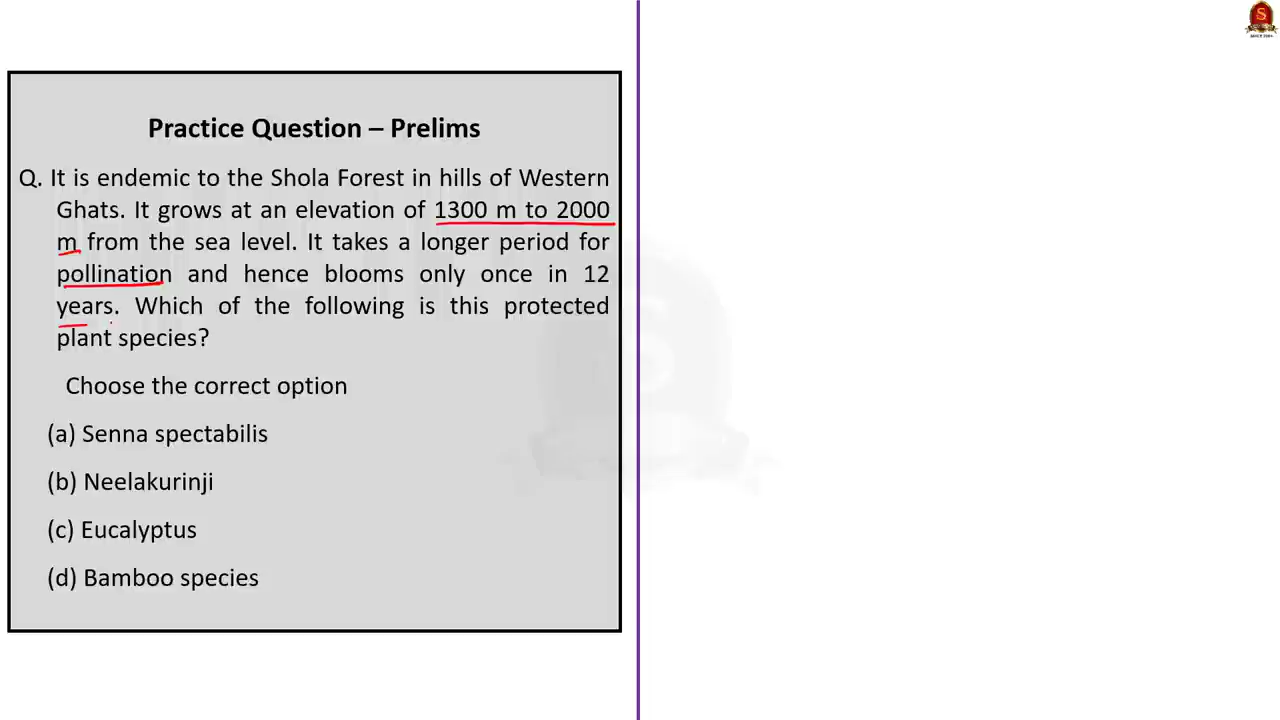 Practice Question – Prelims
Q. It is endemic to the Shola Forest in hills of Western
Ghats. It grows at an elevation of 1300 m to 2000
m from the sea level. It takes a longer period for
pollination and hence blooms only once in 12
years. Which of the following is this protected
plant species?
Choose the correct option
(a) Senna spectabilis
(b) Neelakurinji
(c) Eucalyptus
(d) Bamboo species
S